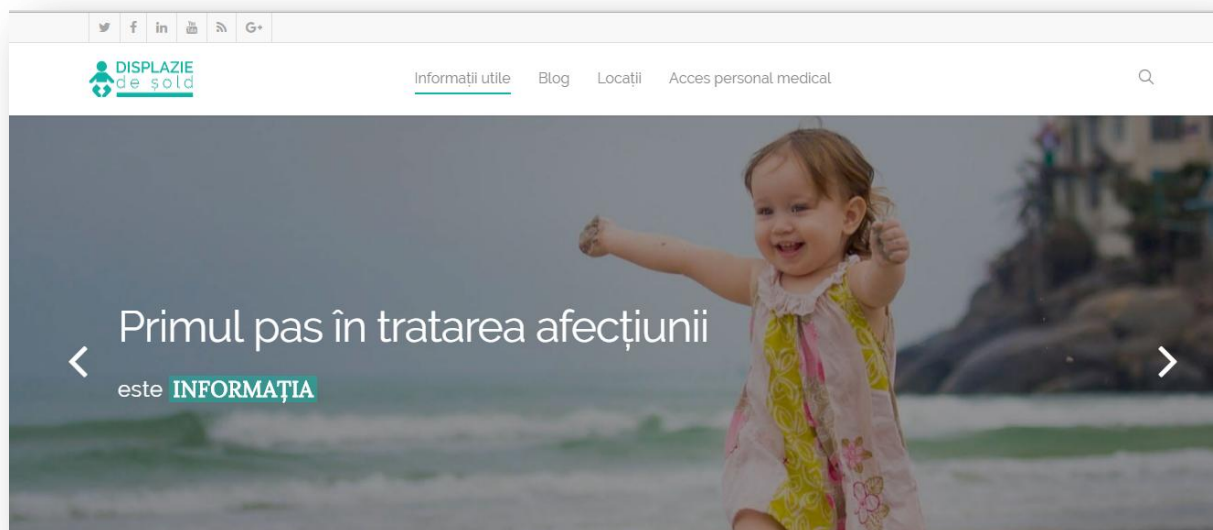 DISPLAZIE
de șold
Informații utile Blog Locații Acces personal medical
Primul pas în tratarea afecțiunii
este INFORMAȚIA